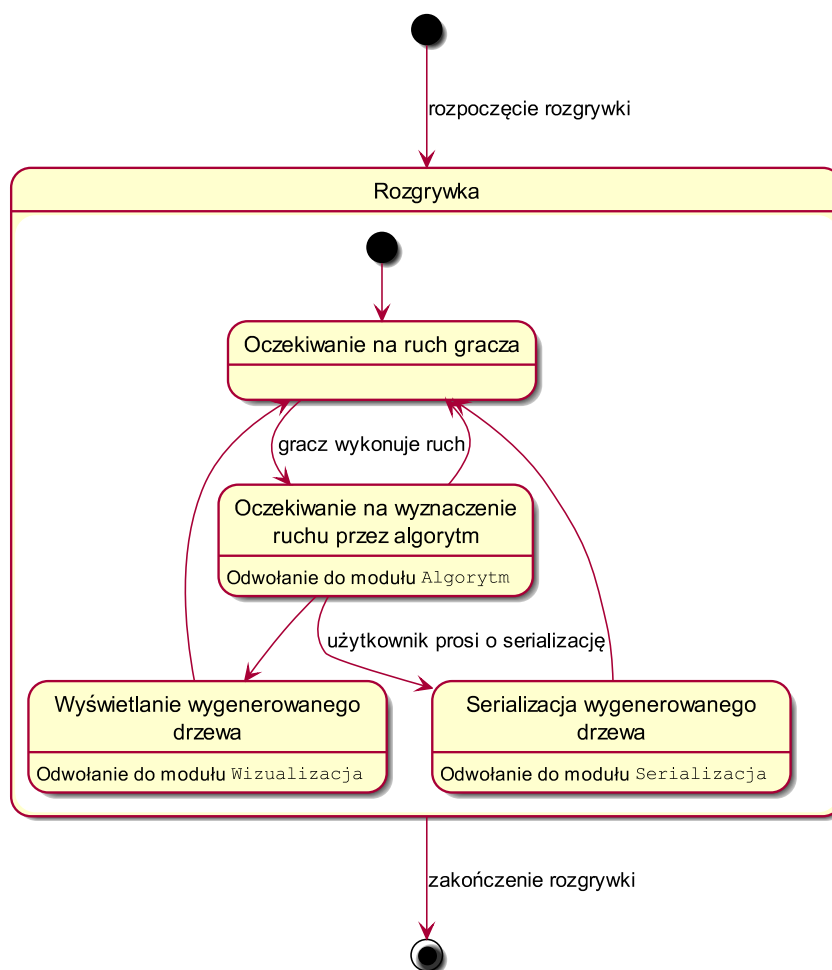 rozpoczęcie rozgrywki
Rozgrywka
Oczekiwanie na ruch gracza
gracz wykonuje ruch
Oczekiwanie na wyznaczenie
ruchu przez algorytm
Odwołanie do modułu Algorytm
użytkownik prosi o serializację
Wyświetlanie wygenerowanego
drzewa
Odwołanie do modułu Wizualizacja
Serializacja wygenerowanego
drzewa
Odwołanie do modułu Serializacja
zakończenie rozgrywki